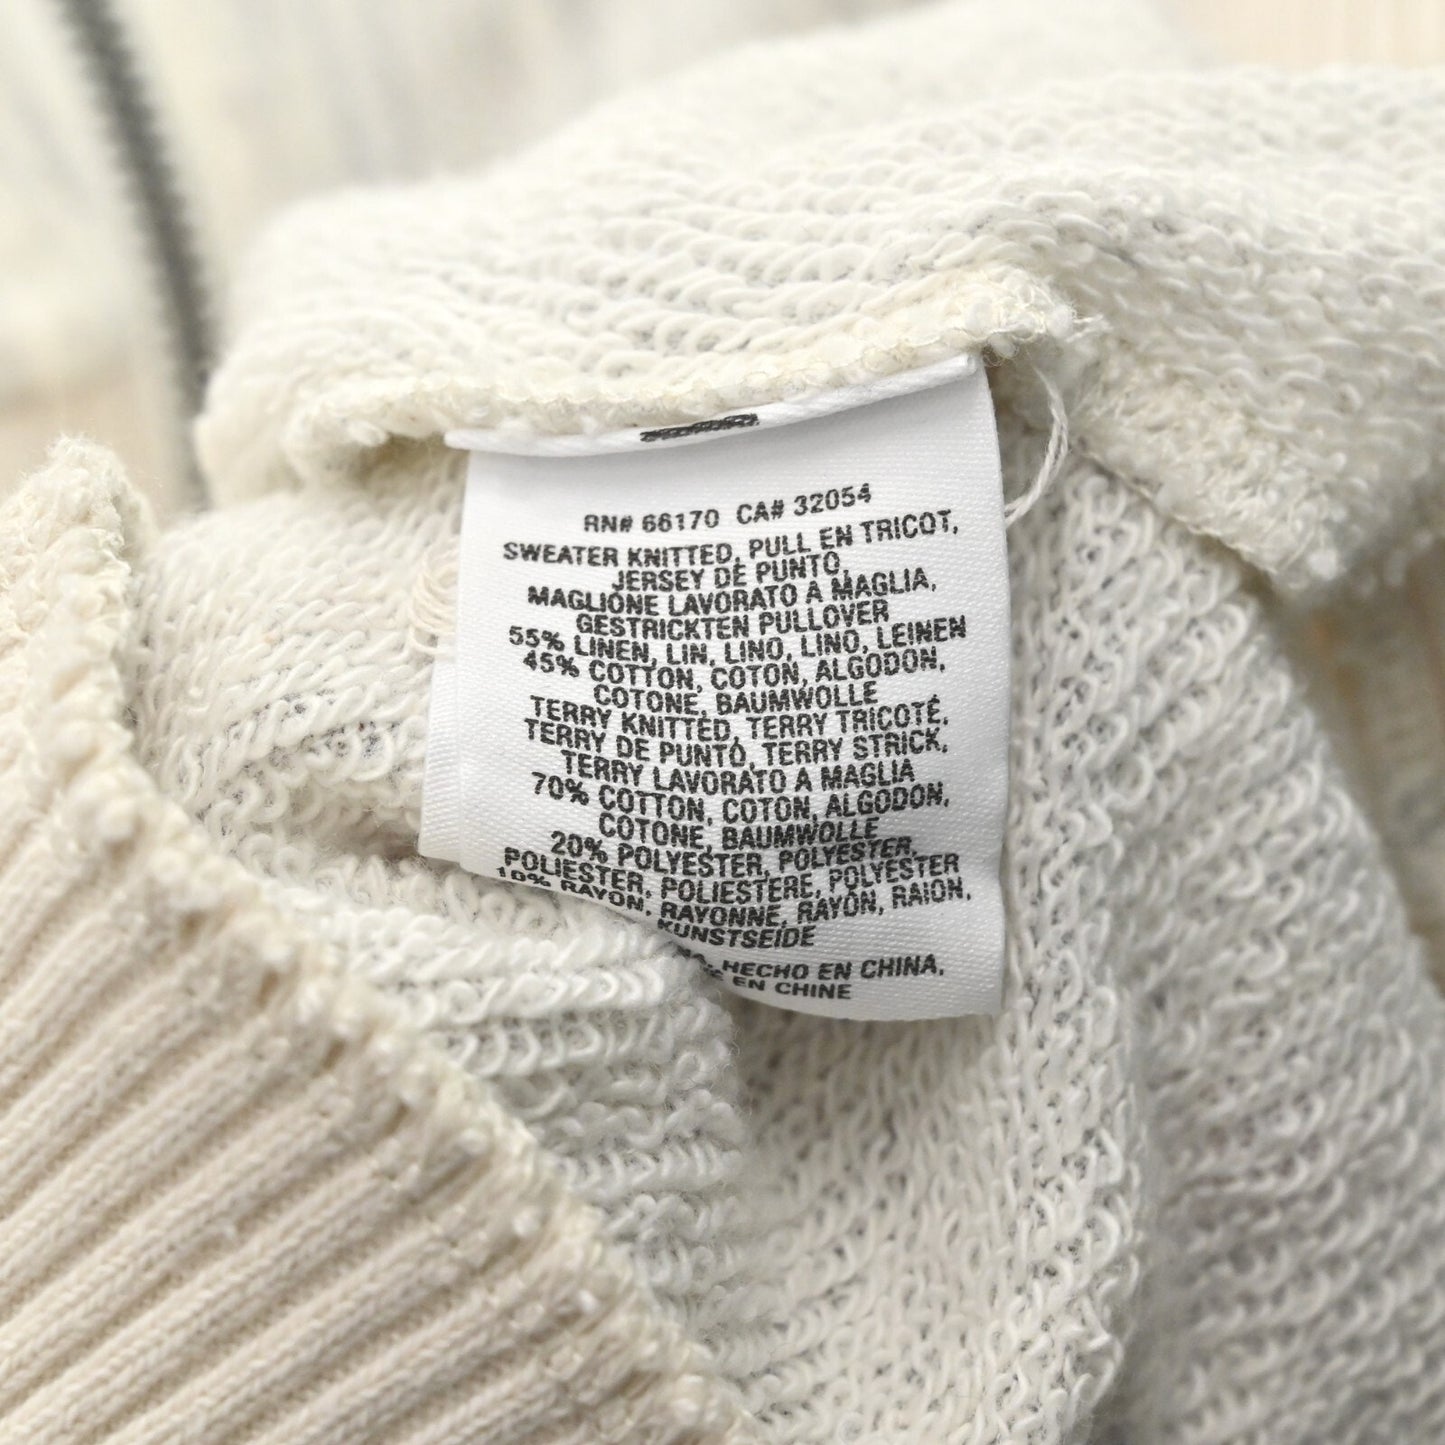 RN# 66170 CA# 32054
SWEATER KNITTED, PULL EN TRICOT,
JERSEY DE PUNTO,
MAGLIONE LAVORATO A MAGLIA,
GESTRICKTEN PULLOVER
55% LINEN, LIN, LINO, LINO, LEINEN
45% COTTON, COTON, ALGODON,
COTONE, BAUMWOLLE
TERRY KNITTED, TERRY TRICOTÉ,
TERRY DE PUNTO, TERRY STRICK,
TERRY LAVORATO A MAGLIA
70% COTTON, COTON, ALGODON,
COTONE, BAUMWOLLE
20% POLYESTER, POLYESTER,
POLIESTER, POLIESTERE, POLYESTER
10% RAYON, RAYONNE, RAYÓN, RAION,
KUNSTSEIDE
HECHO EN CHINA,
EN CHINE